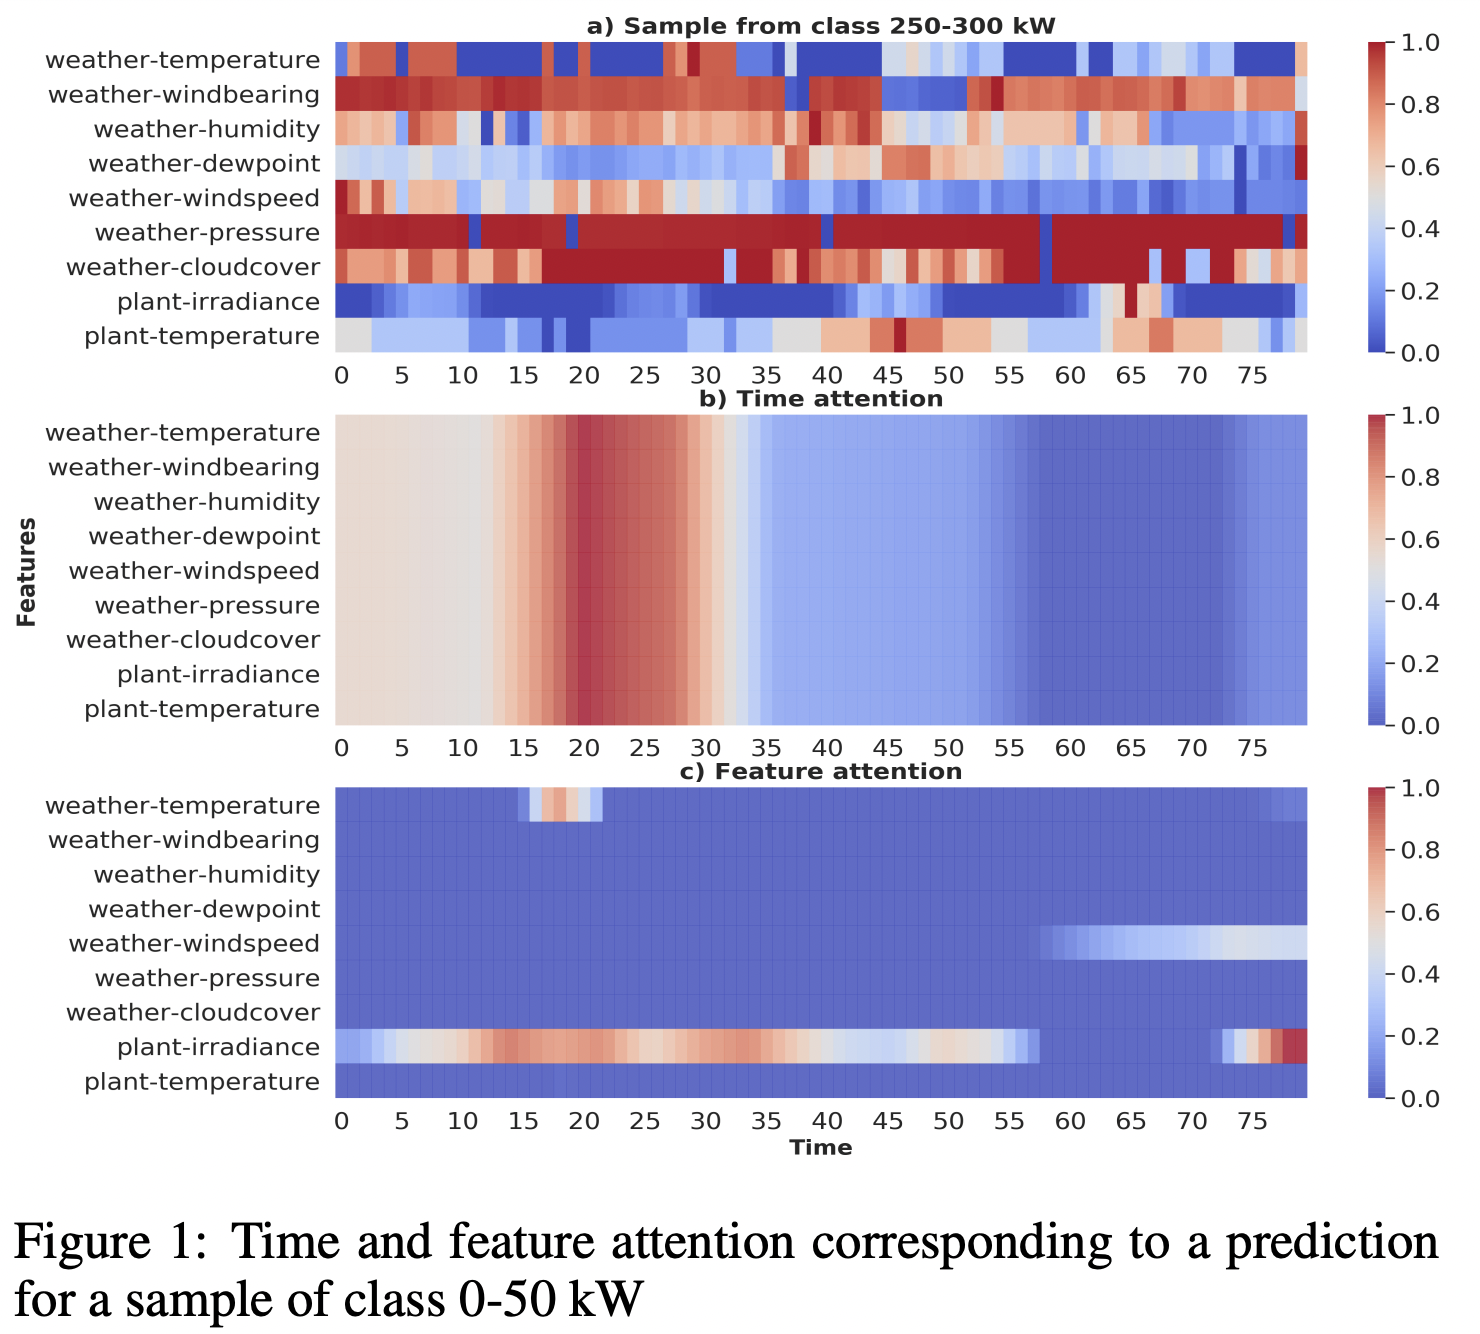 a) Sample from class 250-300 kW
weather-temperature
weather-windbearing
weather-humidity
weather-dewpoint
weather-windspeed
weather-pressure
weather-cloudcover
plant-irradiance
plant-temperature
0 5 10 15 20 25 30 35 40 45 50 55 60 65 70 75
1.0
0.8
0.6
0.4
0.2
0.0
b) Time attention
Features
weather-temperature
weather-windbearing
weather-humidity
weather-dewpoint
weather-windspeed
weather-pressure
weather-cloudcover
plant-irradiance
plant-temperature
0 5 10 15 20 25 30 35 40 45 50 55 60 65 70 75
1.0
0.8
0.6
0.4
0.2
0.0
c) Feature attention
weather-temperature
weather-windbearing
weather-humidity
weather-dewpoint
weather-windspeed
weather-pressure
weather-cloudcover
plant-irradiance
plant-temperature
0 5 10 15 20 25 30 35 40 45 50 55 60 65 70 75
Time
1.0
0.8
0.6
0.4
0.2
0.0
Figure 1: Time and feature attention corresponding to a prediction
for a sample of class 0-50 kW